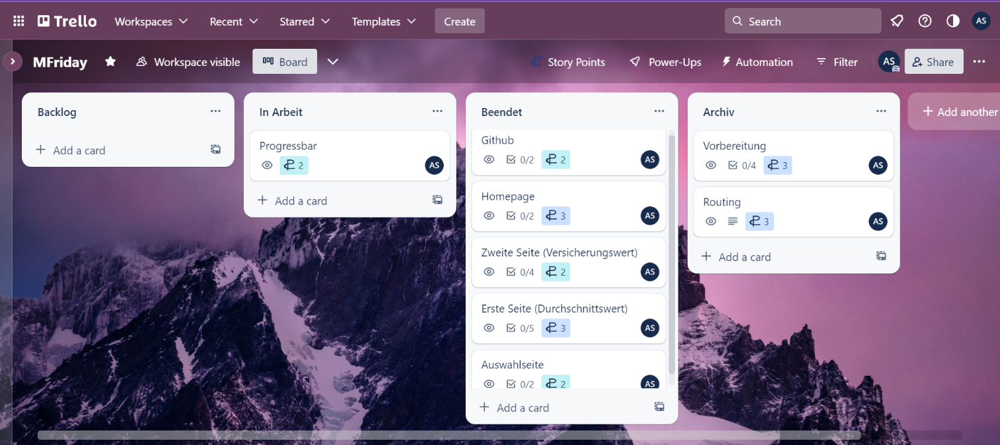 Trello Workspaces Recent Starred Templates Create Search AS
MFriday Workspace visible Board Story Points Power-Ups Automation Filter AS Share
Backlog
Add a card
In Arbeit
Progressbar
2 AS
Add a card
Beendet
Github
0/2 2 AS
Homepage
0/2 3 AS
Zweite Seite (Versicherungswert)
0/4 2 AS
Erste Seite (Durchschnittswert)
0/5 3 AS
Auswahlseite
0/2 2 AS
Add a card
Archiv
Vorbereitung
0/4 3 AS
Routing
3 AS
Add a card
Add another